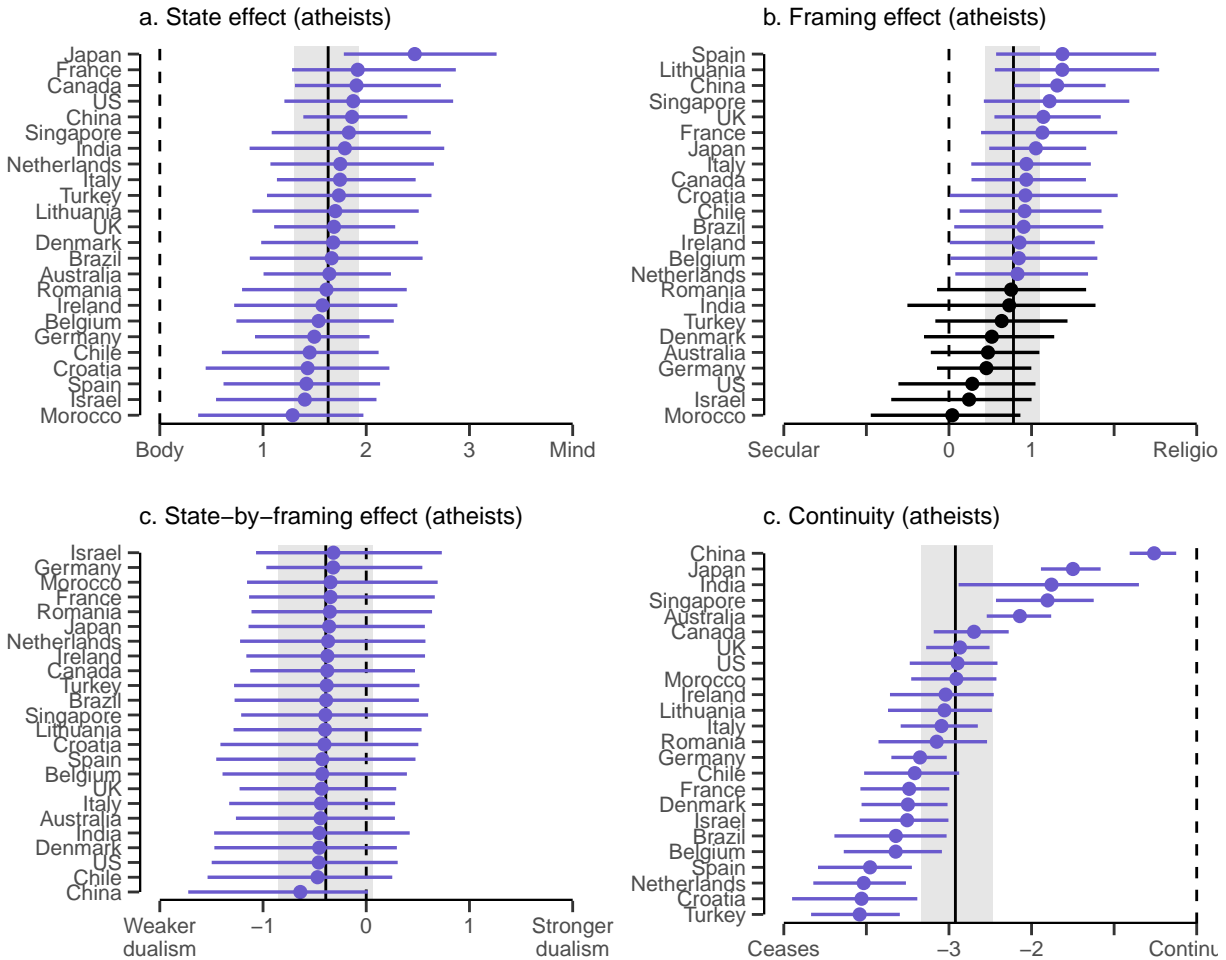 a. State effect (atheists)
Japan
France
Canada
US
China
Singapore
India
Netherlands
Italy
Turkey
Lithuania
UK
Denmark
Brazil
Australia
Romania
Ireland
Belgium
Germany
Chile
Croatia
Spain
Israel
Morocco
Body 1 2 3 Mind
b. Framing effect (atheists)
Spain
Lithuania
China
Singapore
UK
France
Japan
Italy
Canada
Croatia
Chile
Brazil
Ireland
Belgium
Netherlands
Romania
India
Turkey
Denmark
Australia
Germany
US
Israel
Morocco
Secular 0 1 Religio
c. State−by−framing effect (atheists)
Israel
Germany
Morocco
France
Romania
Japan
Netherlands
Ireland
Canada
Turkey
Brazil
Singapore
Lithuania
Croatia
Spain
Belgium
UK
Italy
Australia
India
Denmark
US
Chile
China
Weaker −1 0 1 Stronger
dualism dualism
c. Continuity (atheists)
China
Japan
India
Singapore
Australia
Canada
UK
US
Morocco
Ireland
Lithuania
Italy
Romania
Germany
Chile
France
Denmark
Israel
Brazil
Belgium
Spain
Netherlands
Croatia
Turkey
Ceases −3 −2 Continu